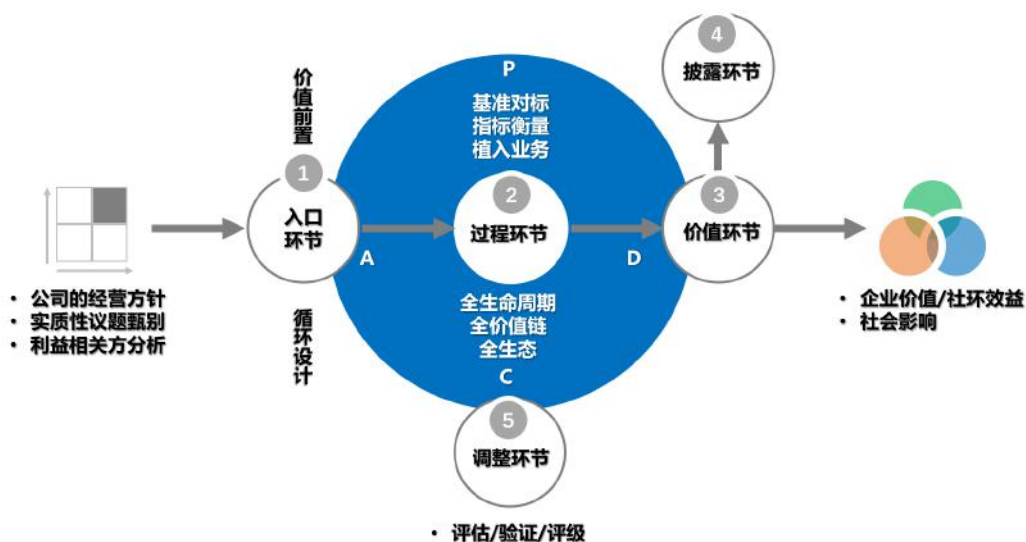 4
披露环节
P
基准对标
指标衡量
植入业务
价值前置
1
入口
环节
2
过程环节
3
价值环节
A
D
• 公司的经营方针
• 实质性议题甄别
• 利益相关方分析
循环设计
全生命周期
全价值链
全生态
C
• 企业价值/社环效益
• 社会影响
5
调整环节
• 评估/验证/评级